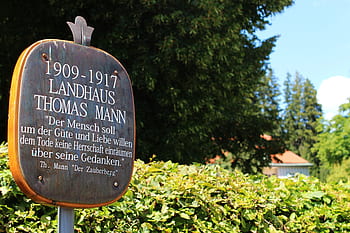 1909-1917
LANDHAUS
THOMAS MANN
"Der Mensch soll
um der Güte und Liebe willen
dem Tode keine Herrschaft einräumen
über seine Gedanken."
Th. Mann "Der Zauberberg"